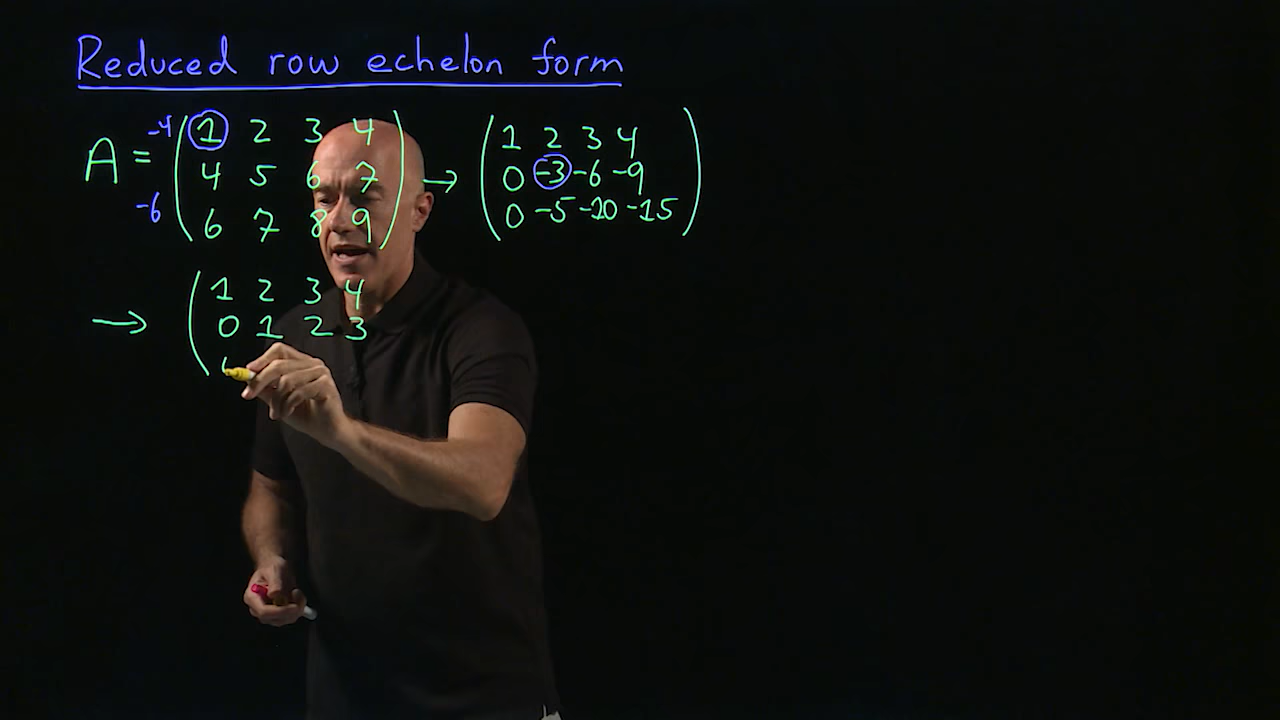 Reduced row echelon form
-4 1 2 3 4 1 2 3 4
A = 4 5 6 7 → 0 -3 -6 -9
-6 6 7 8 9 0 -5 -10 -15
1 2 3 4
→ 0 1 2 3